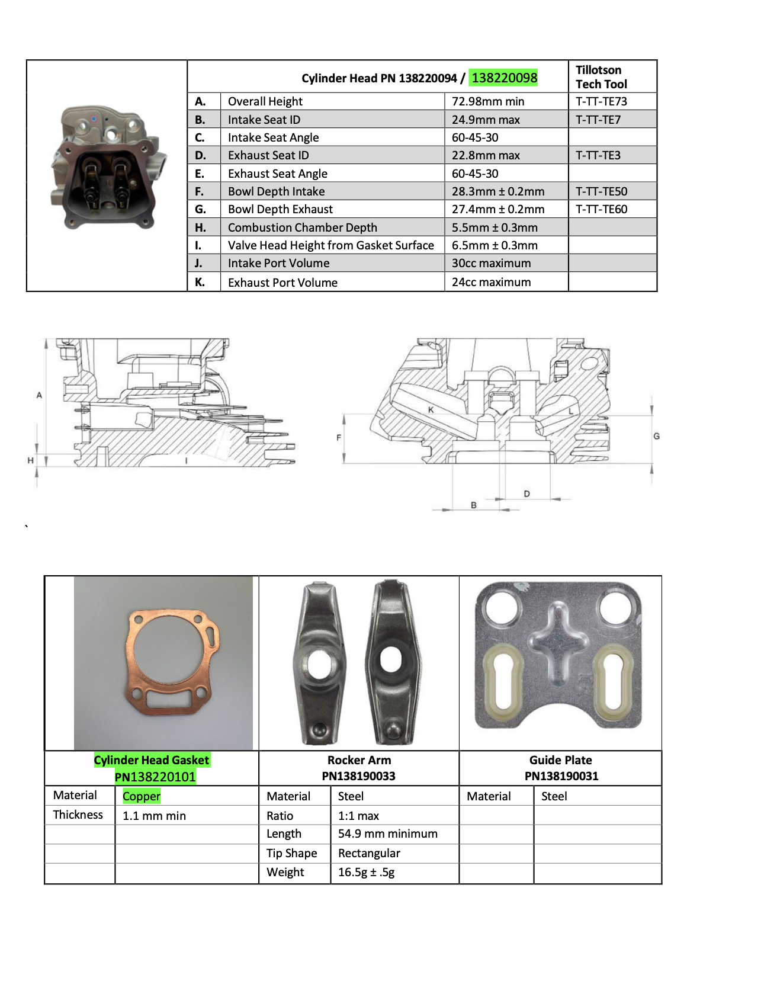 Cylinder Head PN 138220094 / 138220098
Tillotson
Tech Tool
A. Overall Height 72.98mm min T-TT-TE73
B. Intake Seat ID 24.9mm max T-TT-TE7
C. Intake Seat Angle 60-45-30
D. Exhaust Seat ID 22.8mm max T-TT-TE3
E. Exhaust Seat Angle 60-45-30
F. Bowl Depth Intake 28.3mm ± 0.2mm T-TT-TE50
G. Bowl Depth Exhaust 27.4mm ± 0.2mm T-TT-TE60
H. Combustion Chamber Depth 5.5mm ± 0.3mm
I. Valve Head Height from Gasket Surface 6.5mm ± 0.3mm
J. Intake Port Volume 30cc maximum
K. Exhaust Port Volume 24cc maximum
A
H
I
K
L
F
G
D
B
`
Cylinder Head Gasket
PN138220101
Rocker Arm
PN138190033
Guide Plate
PN138190031
Material Copper Material Steel Material Steel
Thickness 1.1 mm min Ratio 1:1 max
Length 54.9 mm minimum
Tip Shape Rectangular
Weight 16.5g ± .5g